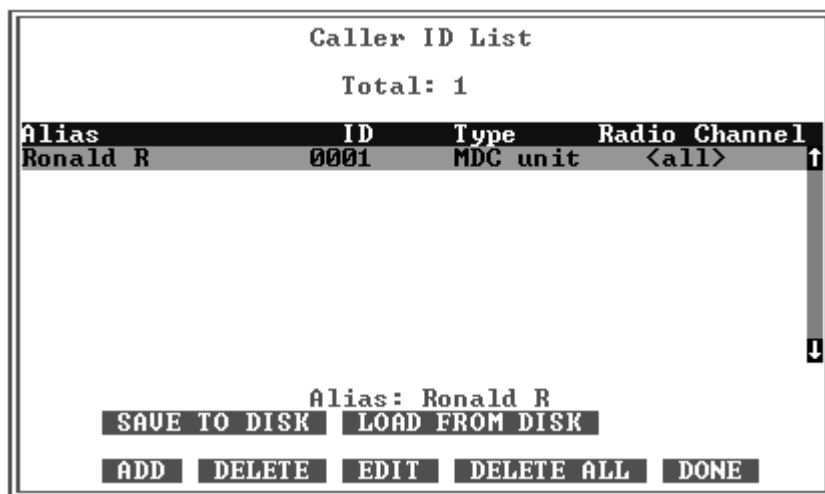 Caller ID List
Total: 1
Alias ID Type Radio Channel
Ronald R 0001 MDC unit <all>
Alias: Ronald R
SAVE TO DISK LOAD FROM DISK
ADD DELETE EDIT DELETE ALL DONE